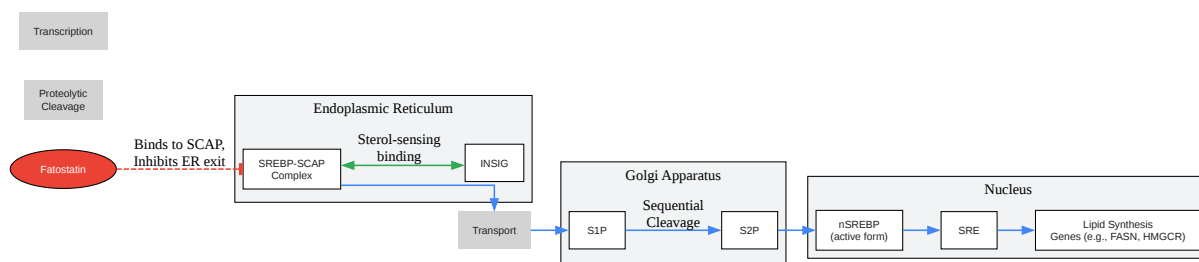 Transcription
Proteolytic
Cleavage
Fatostatin
Binds to SCAP,
Inhibits ER exit
Endoplasmic Reticulum
SREBP-SCAP
Complex
Sterol-sensing
binding
INSIG
Transport
Golgi Apparatus
S1P
Sequential
Cleavage
S2P
Nucleus
nSREBP
(active form)
SRE
Lipid Synthesis
Genes (e.g., FASN, HMGCR)